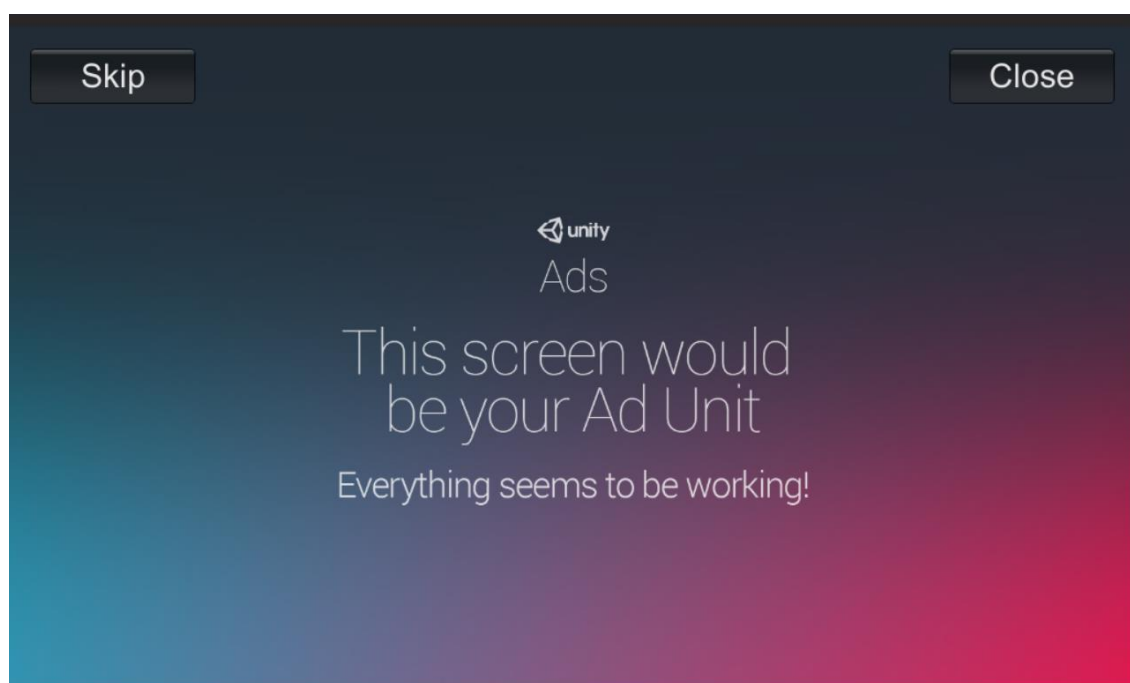 Skip
Close
unity
Ads
This screen would
be your Ad Unit
Everything seems to be working!